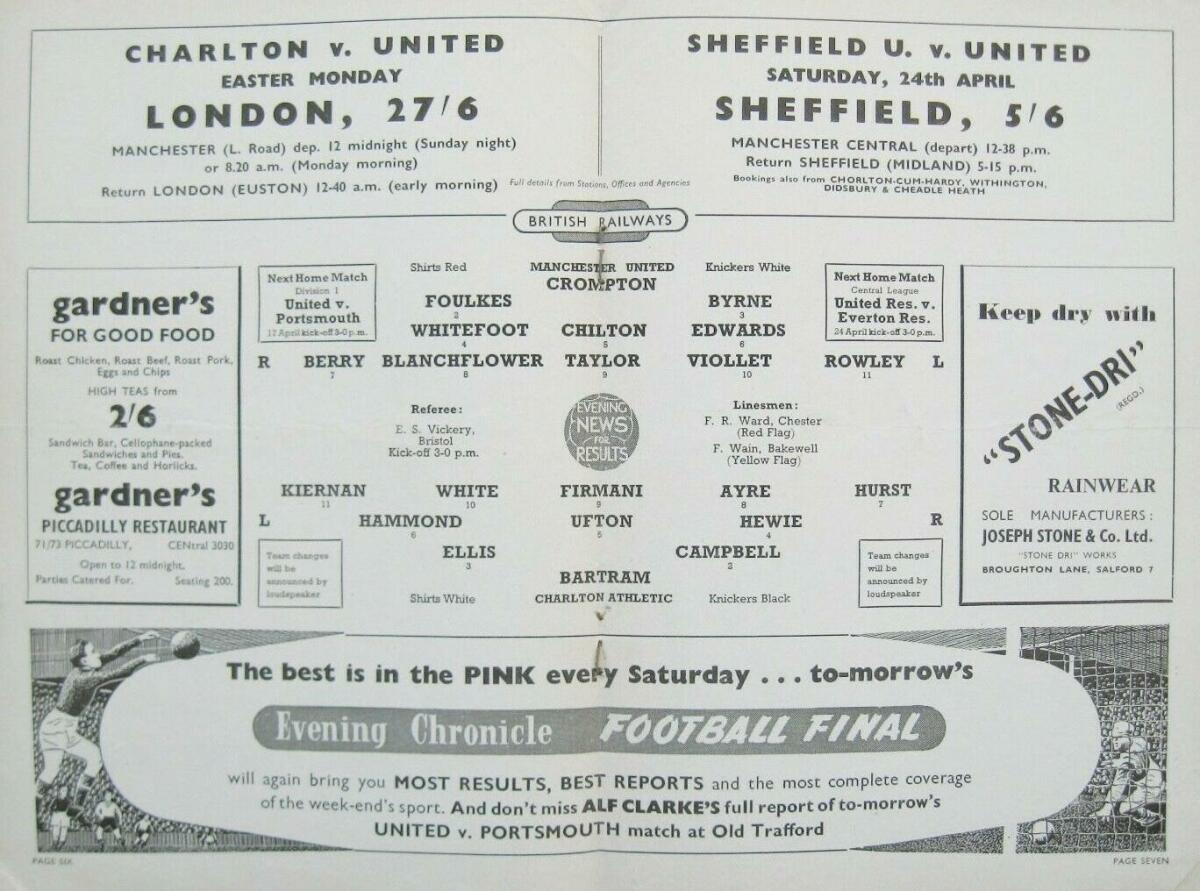 CHARLTON v. UNITED
EASTER MONDAY
LONDON, 27/6
MANCHESTER (L. Road) dep. 12 midnight (Sunday night)
or 8.20 a.m. (Monday morning)
Return LONDON (EUSTON) 12-40 a.m. (early morning)
SHEFFIELD U. v. UNITED
SATURDAY, 24th APRIL
SHEFFIELD, 5/6
MANCHESTER CENTRAL (depart) 12-38 p.m.
Return SHEFFIELD (MIDLAND) 5-15 p.m.
Bookings also from CHORLTON-CUM-HARDY, WITHINGTON,
DIDSBURY & CHEADLE HEATH
Full details from Stations, Offices and Agencies
BRITISH RAILWAYS
gardner's
FOR GOOD FOOD
Roast Chicken, Roast Beef, Roast Pork,
Eggs and Chips
HIGH TEAS from
2/6
Sandwich Bar, Cellophane-packed
Sandwiches and Pies.
Tea, Coffee and Horlicks.
gardner's
PICCADILLY RESTAURANT
71/73 PICCADILLY, CENtral 3030
Open to 12 midnight.
Parties Catered For. Seating 200.
Next Home Match
Division 1
United v.
Portsmouth
17 April kick-off 3-0 p.m.
Shirts Red MANCHESTER UNITED Knickers White
CROMPTON
FOULKES BYRNE
2 3
WHITEFOOT CHILTON EDWARDS
4 5 6
R BERRY BLANCHFLOWER TAYLOR VIOLLET ROWLEY L
7 8 9 10 11
Next Home Match
Central League
United Res. v.
Everton Res.
24 April kick-off 3-0 p.m.
Referee:
E. S. Vickery,
Bristol
Kick-off 3-0 p.m.
EVENING
NEWS
FOR
RESULTS
Linesmen:
F. R. Ward, Chester
(Red Flag)
F. Wain, Bakewell
(Yellow Flag)
KIERNAN WHITE FIRMANI AYRE HURST
11 10 9 8 7
L HAMMOND UFTON HEWIE R
6 5 4
ELLIS CAMPBELL
3 2
BARTRAM
Shirts White CHARLTON ATHLETIC Knickers Black
Team changes
will be
announced by
loudspeaker
Team changes
will be
announced by
loudspeaker
Keep dry with
"STONE-DRI"
(REGD.)
RAINWEAR
SOLE MANUFACTURERS:
JOSEPH STONE & Co. Ltd.
"STONE DRI" WORKS
BROUGHTON LANE, SALFORD 7
The best is in the PINK every Saturday . . . to-morrow's
Evening Chronicle FOOTBALL FINAL
will again bring you MOST RESULTS, BEST REPORTS and the most complete coverage
of the week-end's sport. And don't miss ALF CLARKE'S full report of to-morrow's
UNITED v. PORTSMOUTH match at Old Trafford
PAGE SIX
PAGE SEVEN